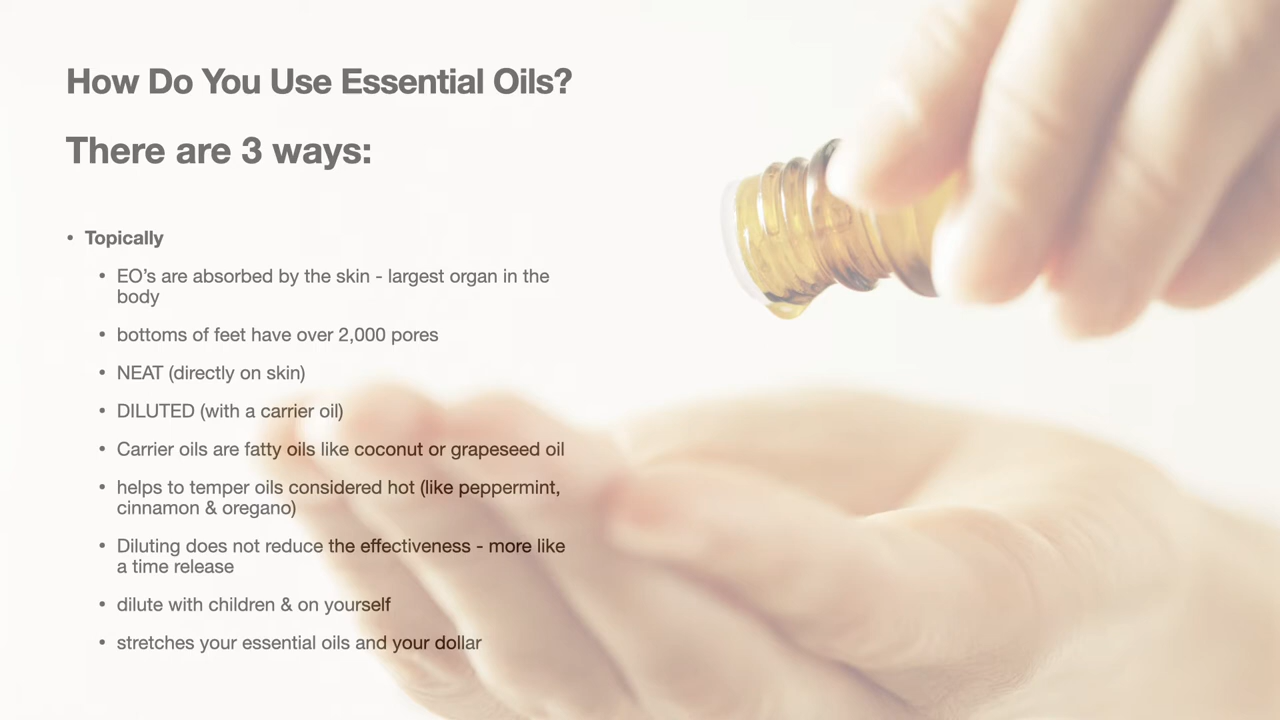 How Do You Use Essential Oils?
There are 3 ways:
• Topically
• EO’s are absorbed by the skin - largest organ in the
body
• bottoms of feet have over 2,000 pores
• NEAT (directly on skin)
• DILUTED (with a carrier oil)
• Carrier oils are fatty oils like coconut or grapeseed oil
• helps to temper oils considered hot (like peppermint,
cinnamon & oregano)
• Diluting does not reduce the effectiveness - more like
a time release
• dilute with children & on yourself
• stretches your essential oils and your dollar